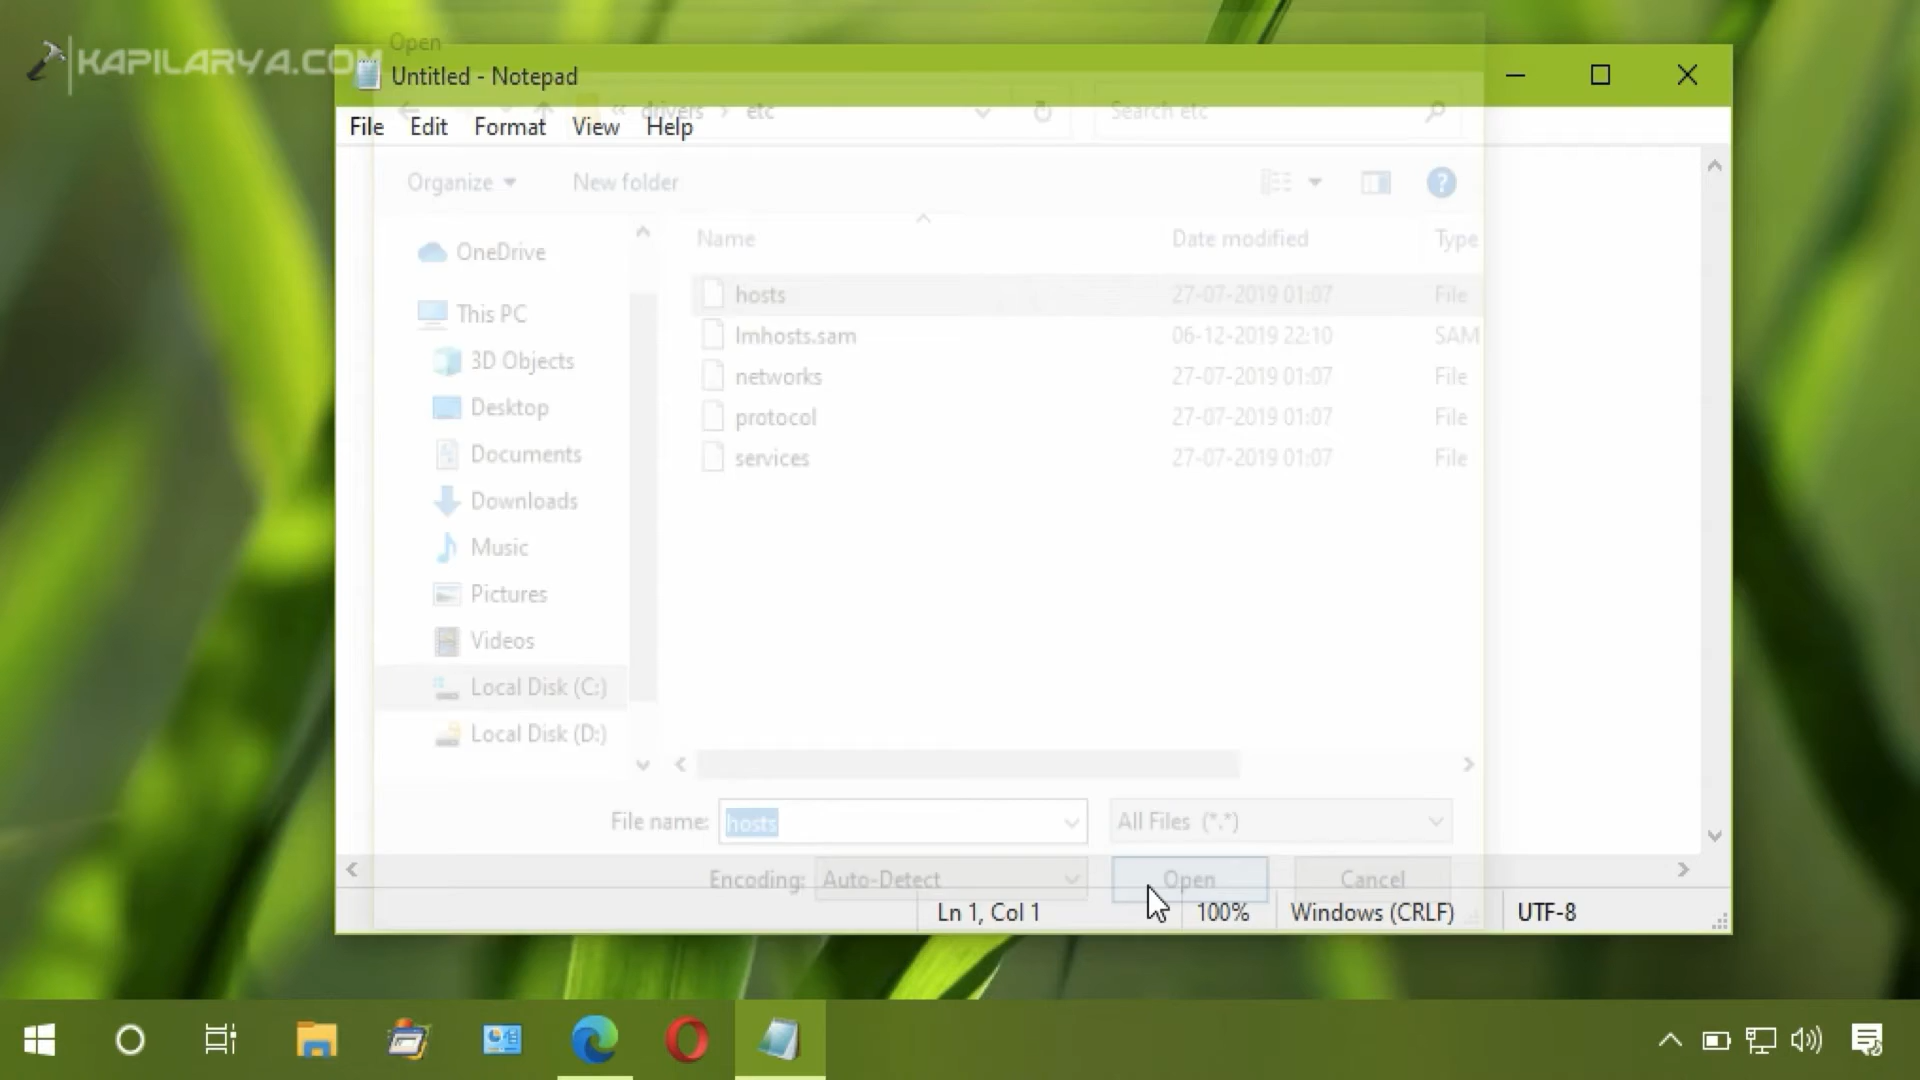 KAPILARYA.COM
Open
Untitled - Notepad
« drivers › etc
Search etc
File Edit Format View Help
Organize New folder
Name Date modified Type
OneDrive
This PC
3D Objects
Desktop
Documents
Downloads
Music
Pictures
Videos
Local Disk (C:)
Local Disk (D:)
hosts 27-07-2019 01:07 File
lmhosts.sam 06-12-2019 22:10 SAM
networks 27-07-2019 01:07 File
protocol 27-07-2019 01:07 File
services 27-07-2019 01:07 File
File name: hosts All Files (*.*)
Encoding: Auto-Detect Open Cancel
Ln 1, Col 1 100% Windows (CRLF) UTF-8